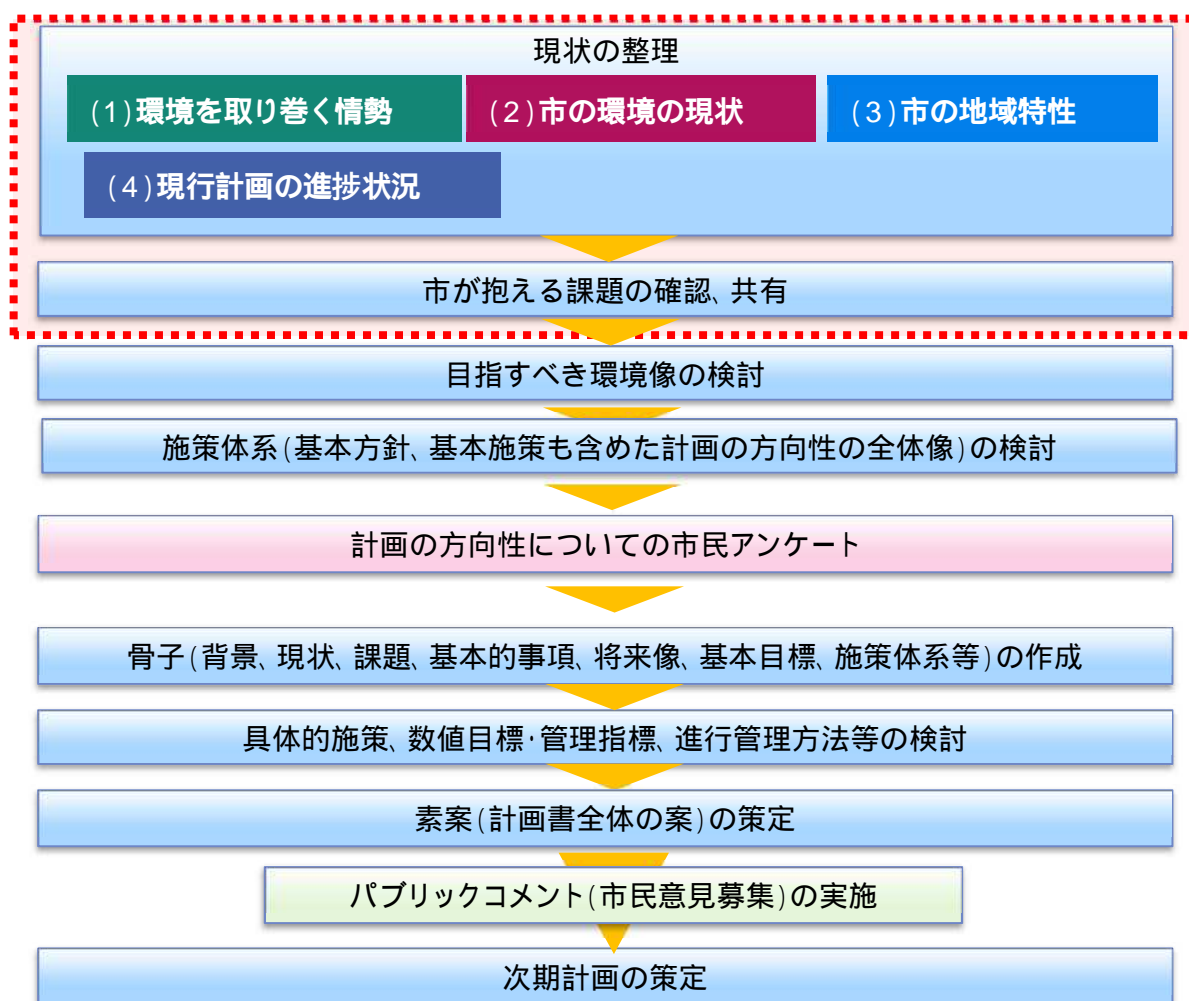 現状の整理
(1)環境を取り巻く情勢
(2)市の環境の現状
(3)市の地域特性
(4)現行計画の進捗状況
市が抱える課題の確認、共有
目指すべき環境像の検討
施策体系(基本方針、基本施策も含めた計画の方向性の全体像)の検討
計画の方向性についての市民アンケート
骨子(背景、現状、課題、基本的事項、将来像、基本目標、施策体系等)の作成
具体的施策、数値目標・管理指標、進行管理方法等の検討
素案(計画書全体の案)の策定
パブリックコメント(市民意見募集)の実施
次期計画の策定